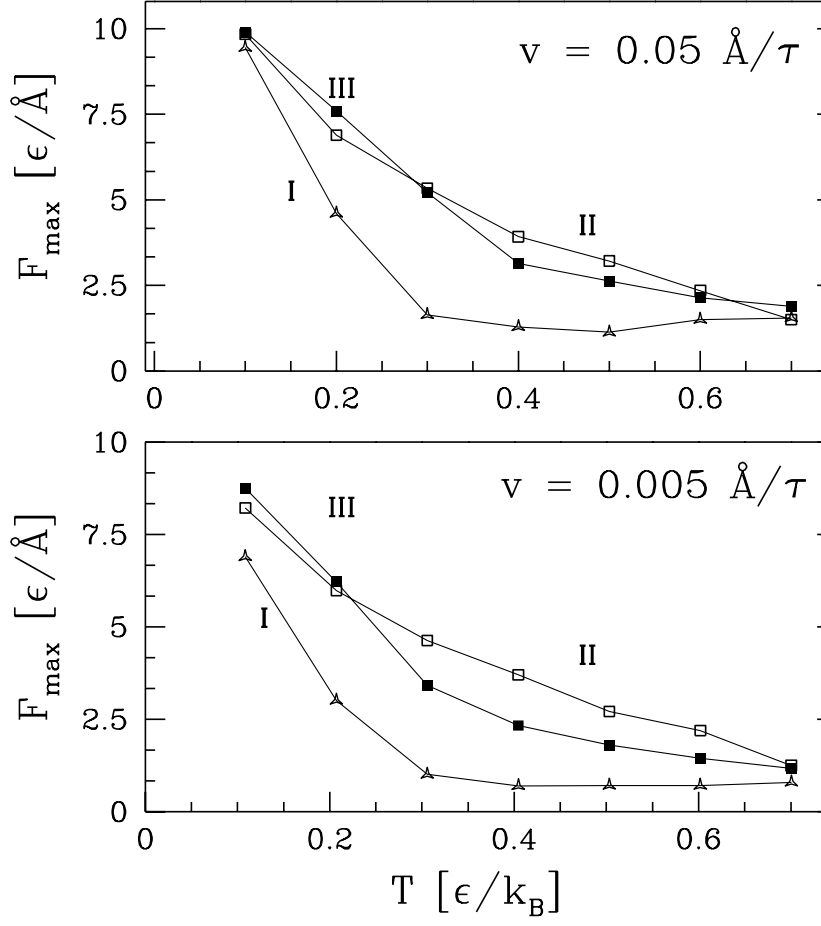 v = 0.05 Å/τ
10
7.5
5
2.5
0
F_max [ϵ/Å]
III
I
II
0 0.2 0.4 0.6
v = 0.005 Å/τ
10
7.5
5
2.5
0
F_max [ϵ/Å]
III
I
II
0 0.2 0.4 0.6
T [ϵ/k_B]